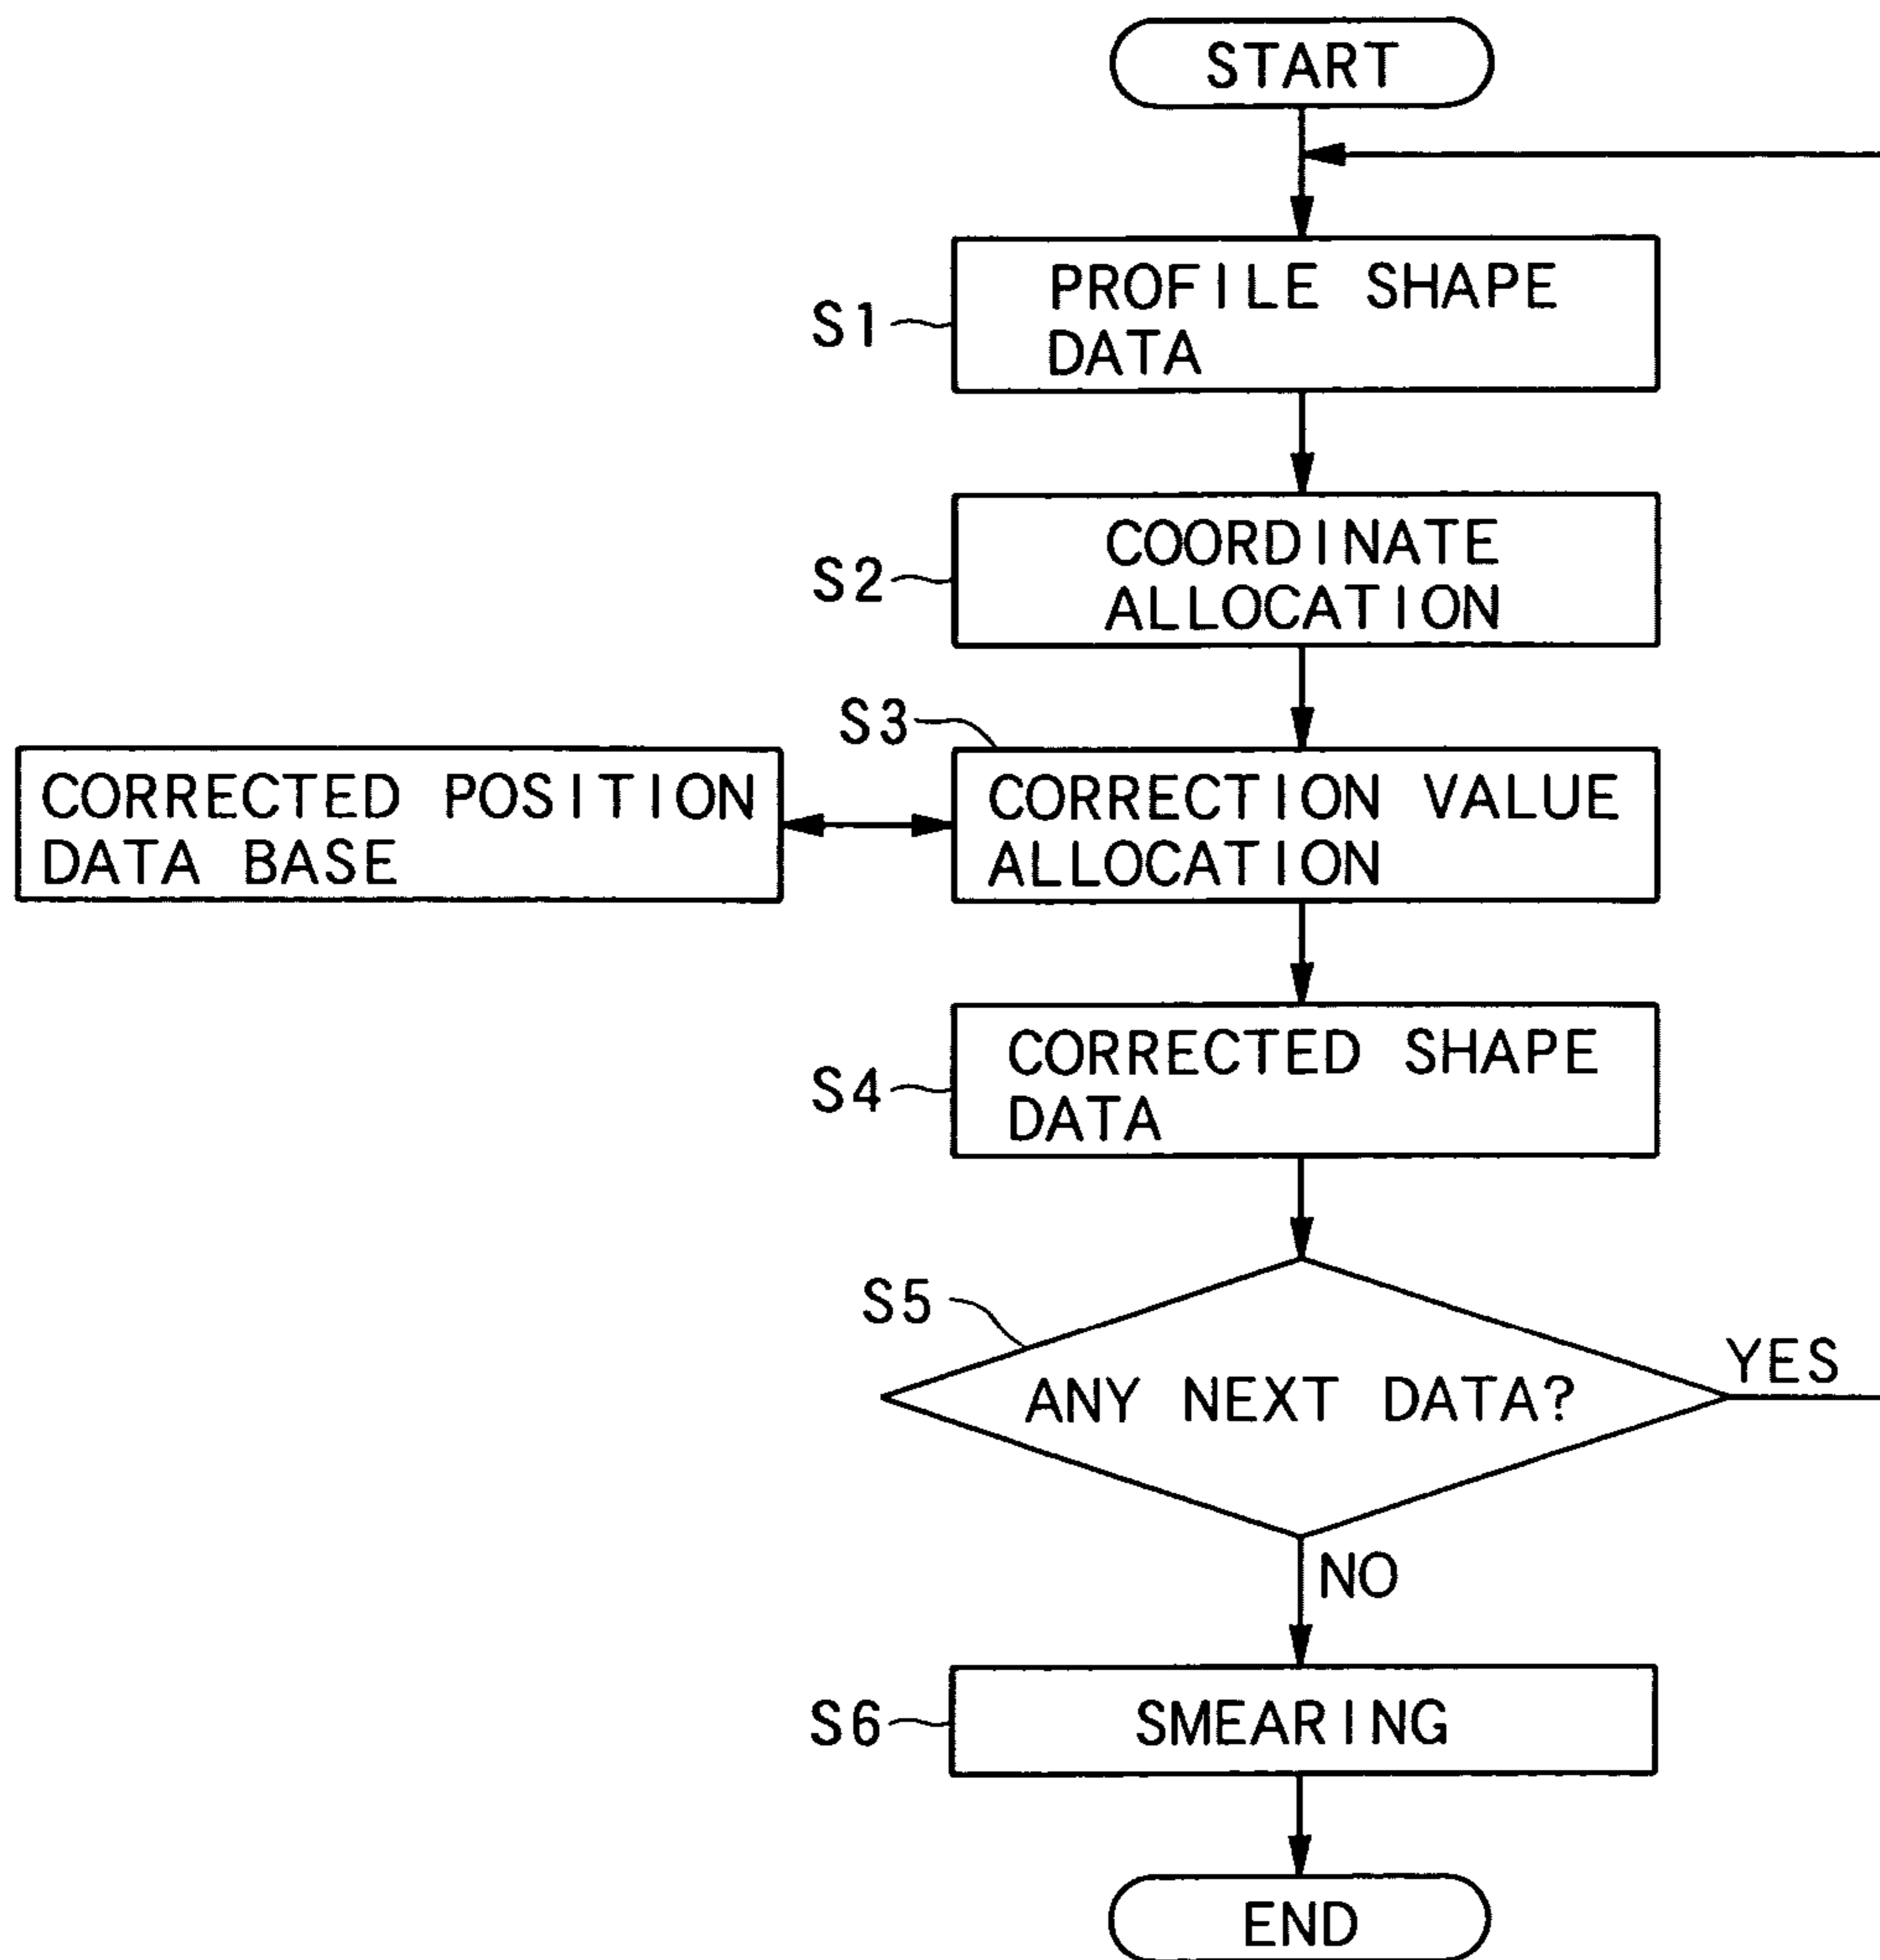 START
PROFILE SHAPE
DATA
S1
COORDINATE
ALLOCATION
S2
S3
CORRECTED POSITION
DATA BASE
CORRECTION VALUE
ALLOCATION
CORRECTED SHAPE
DATA
S4
S5
ANY NEXT DATA?
YES
NO
S6
SMEARING
END